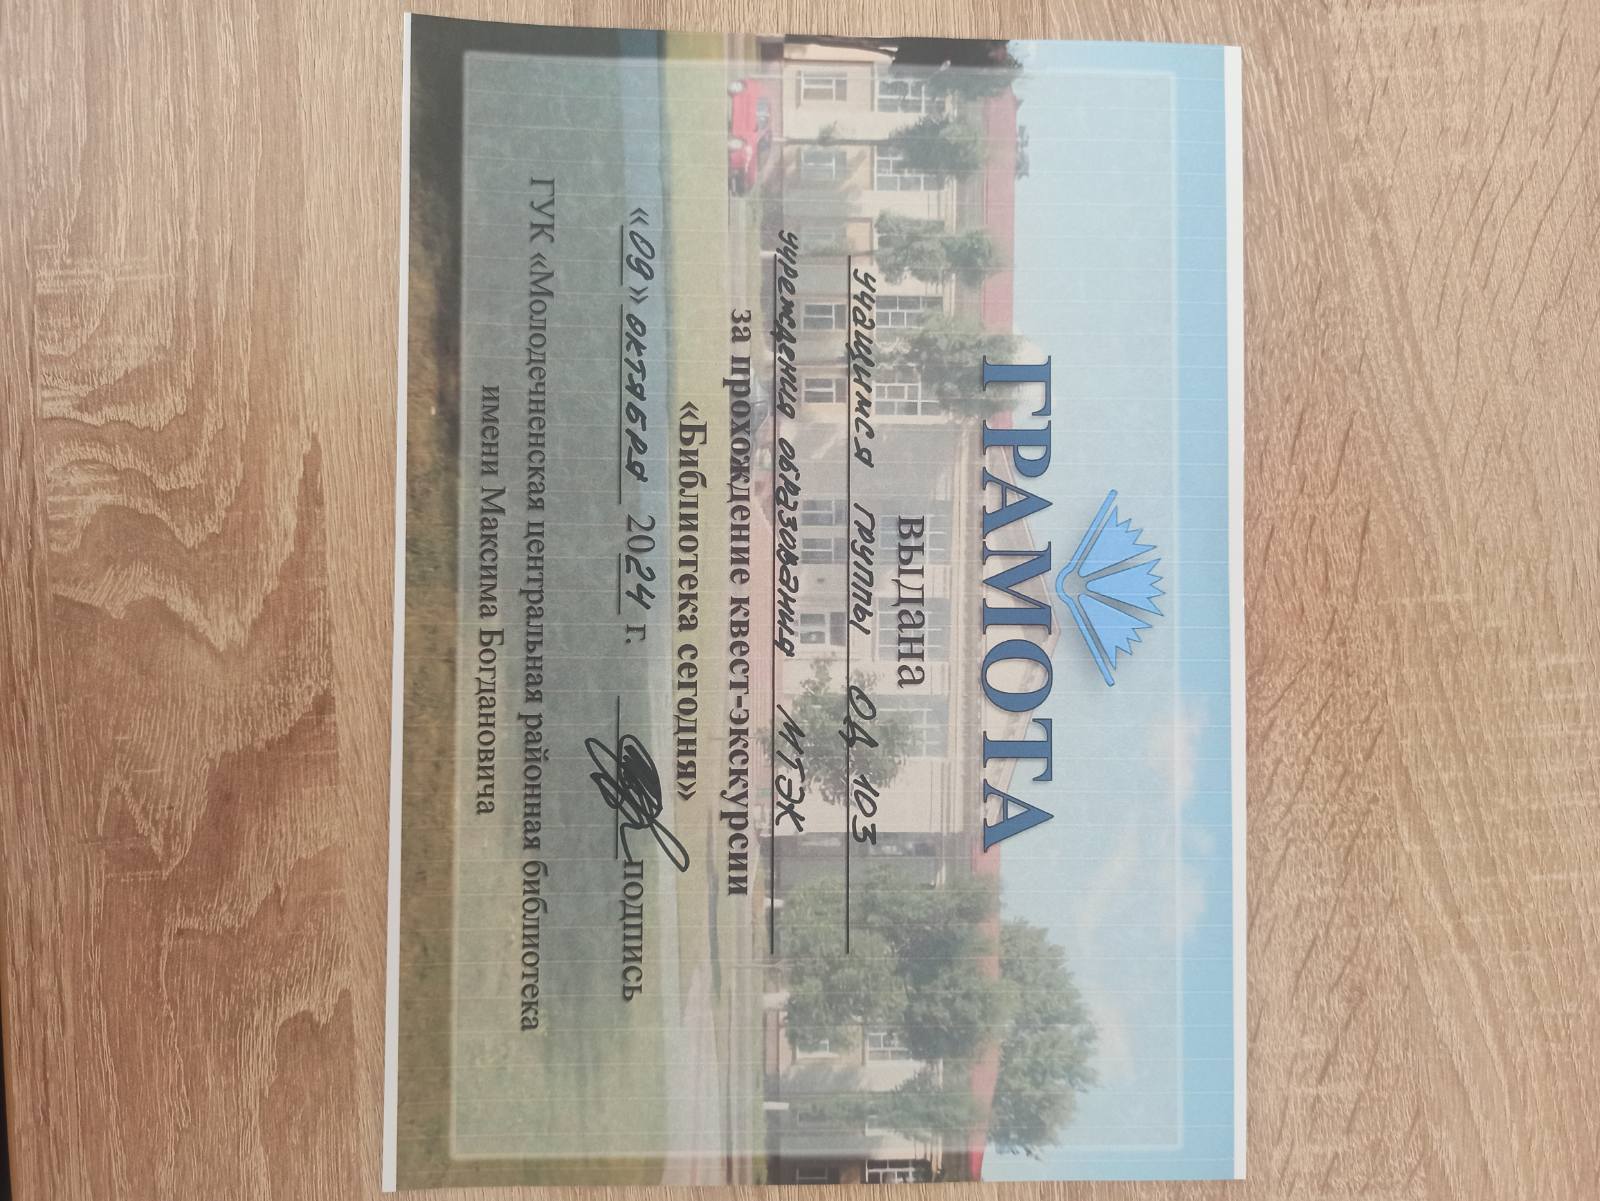 ГРАМОТА
выдана
учащимся группы ОД 103
учреждения образования МТЭК
за прохождение квест-экскурсии
«Библиотека сегодня»
«09» октября 2024 г. подпись
ГУК «Молодечненская центральная районная библиотека
имени Максима Богдановича